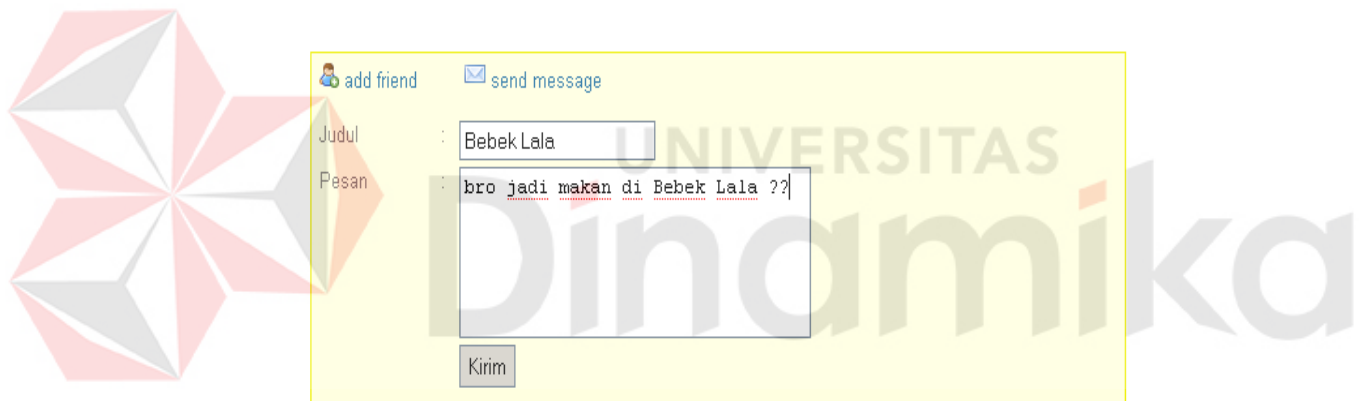 add friend send message
Judul : Bebek Lala
Pesan : bro jadi makan di Bebek Lala ??
Kirim
UNIVERSITAS
Dinamika